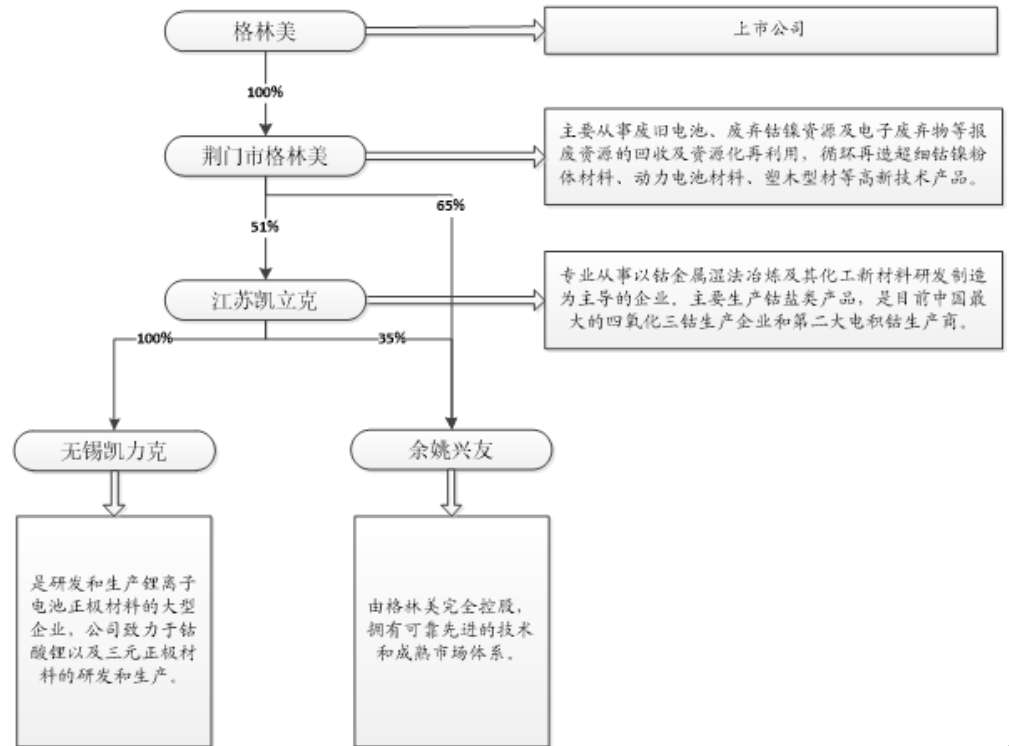 格林美
上市公司
100%
荆门市格林美
主要从事废旧电池、废弃钴镍资源及电子废弃物等报
废资源的回收及资源化再利用，循环再造超细钴镍粉
体材料、动力电池材料、塑木型材等高新技术产品。
65%
51%
江苏凯立克
专业从事以钴金属湿法冶炼及其化工新材料研发制造
为主导的企业。主要生产钴盐类产品，是目前中国最
大的四氧化三钴生产企业和第二大电积钴生产商。
100%
35%
无锡凯力克
余姚兴友
是研发和生产锂离子
电池正极材料的大型
企业，公司致力于钴
酸锂以及三元正极材
料的研发和生产。
由格林美完全控股，
拥有可靠先进的技术
和成熟市场体系。